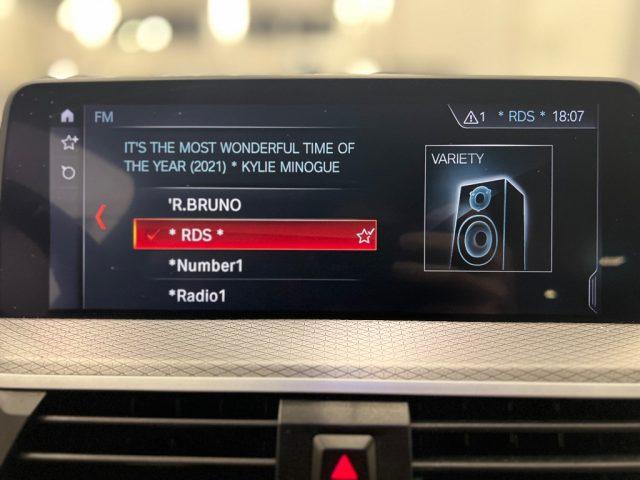 FM
1 * RDS * 18:07
IT'S THE MOST WONDERFUL TIME OF
THE YEAR (2021) * KYLIE MINOGUE
VARIETY
'R.BRUNO
* RDS *
*Number1
*Radio1